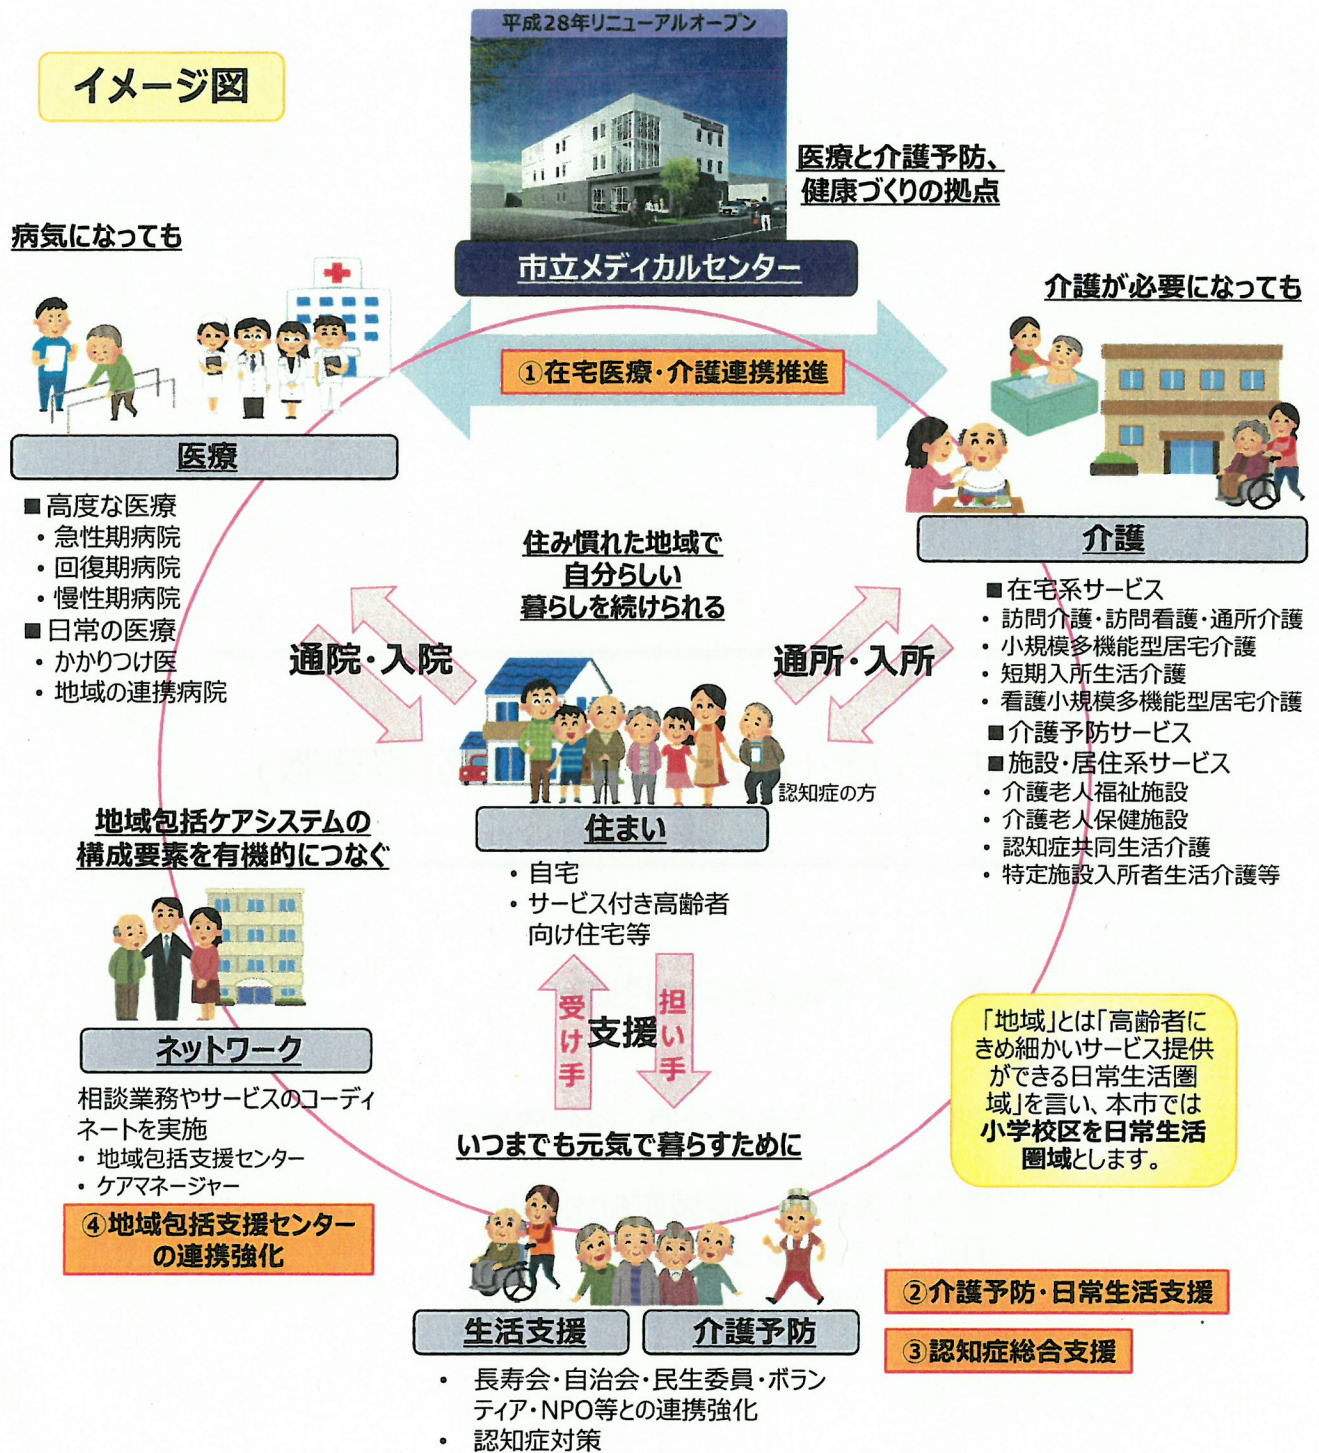 平成28年リニューアルオープン
イメージ図
医療と介護予防、
健康づくりの拠点
市立メディカルセンター
病気になっても
介護が必要になっても
①在宅医療・介護連携推進
医療
■高度な医療
・急性期病院
・回復期病院
・慢性期病院
■日常の医療
・かかりつけ医
・地域の連携病院
介護
■在宅系サービス
・訪問介護・訪問看護・通所介護
・小規模多機能型居宅介護
・短期入所生活介護
・看護小規模多機能型居宅介護
■介護予防サービス
■施設・居住系サービス
・介護老人福祉施設
・介護老人保健施設
・認知症共同生活介護
・特定施設入所者生活介護等
住み慣れた地域で
自分らしい
暮らしを続けられる
通院・入院
通所・入所
認知症の方
住まい
・自宅
・サービス付き高齢者
向け住宅等
地域包括ケアシステムの
構成要素を有機的につなぐ
ネットワーク
相談業務やサービスのコーディ
ネートを実施
・地域包括支援センター
・ケアマネージャー
④地域包括支援センター
の連携強化
受け手
支援
担い手
「地域」とは「高齢者に
きめ細かいサービス提供
ができる日常生活圏
域」を言い、本市では
小学校区を日常生活
圏域とします。
いつまでも元気で暮らすために
生活支援
介護予防
②介護予防・日常生活支援
③認知症総合支援
・長寿会・自治会・民生委員・ボラン
ティア・NPO等との連携強化
・認知症対策